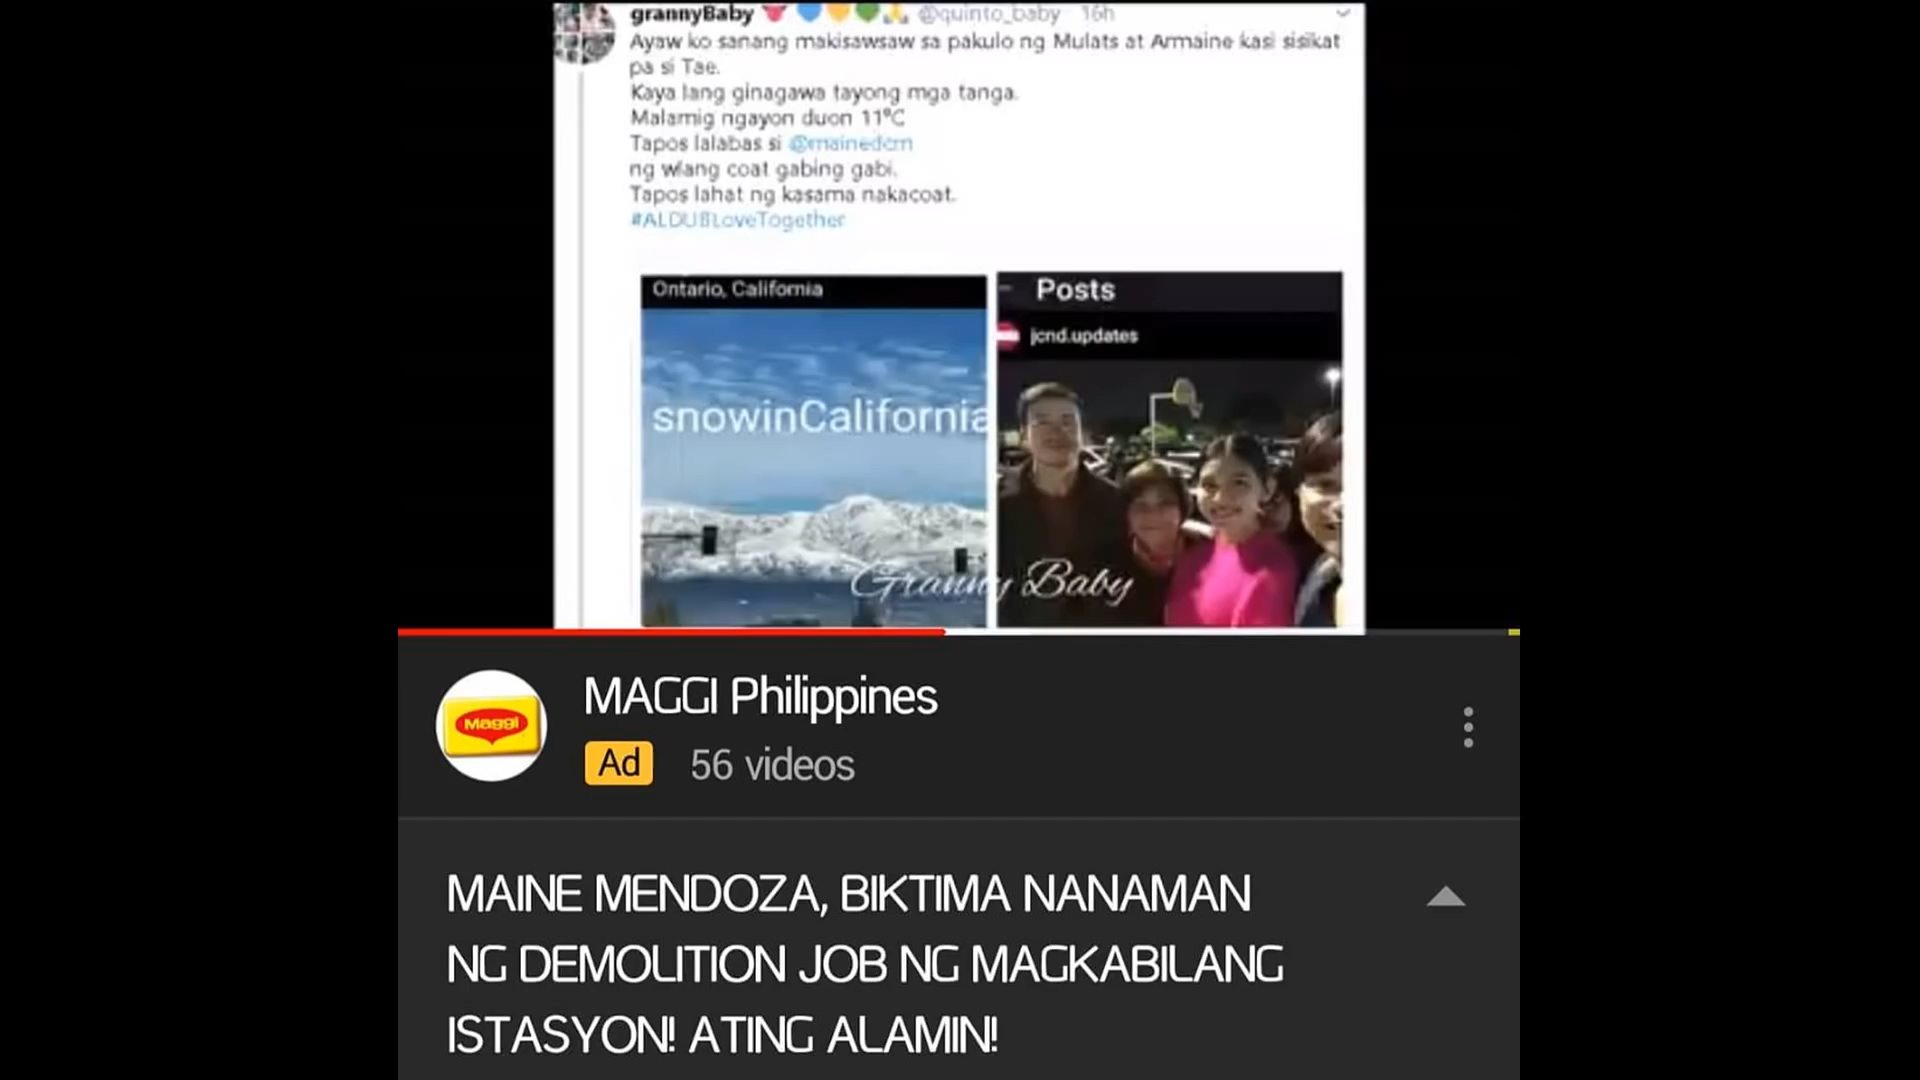 grannyBaby @quinto_baby · 16h
Ayaw ko sanang makisawsaw sa pakulo ng Mulats at Armaine kasi sisikat
pa si Tae.
Kaya lang ginagawa tayong mga tanga.
Malamig ngayon duon 11°C
Tapos lalabas si @mainedcm
ng wlang coat gabing gabi.
Tapos lahat ng kasama nakacoat.
#ALDUBLoveTogether
Ontario, California
snowinCalifornia
Posts
jcnd.updates
Granny Baby
Maggi
MAGGI Philippines
Ad 56 videos
MAINE MENDOZA, BIKTIMA NANAMAN
NG DEMOLITION JOB NG MAGKABILANG
ISTASYON! ATING ALAMIN!